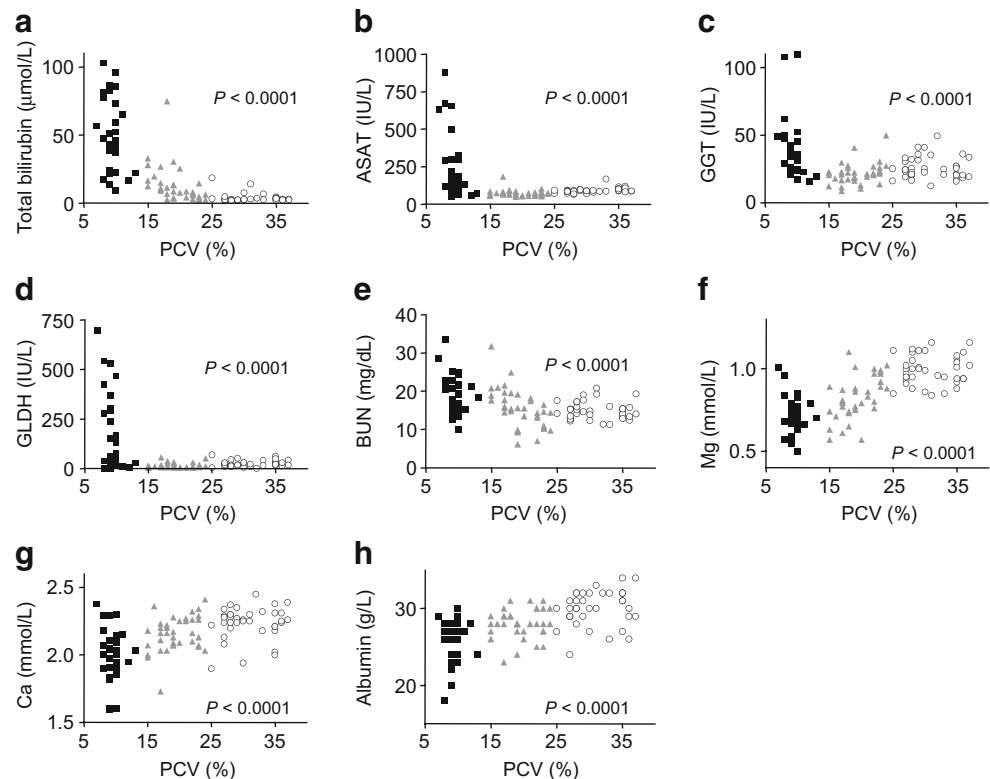 a
Total bilirubin (µmol/L)
100
50
0
P < 0.0001
5 15 25 35
PCV (%)
b
ASAT (IU/L)
1000
750
500
250
0
P < 0.0001
5 15 25 35
PCV (%)
c
GGT (IU/L)
100
50
0
P < 0.0001
5 15 25 35
PCV (%)
d
GLDH (IU/L)
750
500
250
0
P < 0.0001
5 15 25 35
PCV (%)
e
BUN (mg/dL)
40
30
20
10
0
P < 0.0001
5 15 25 35
PCV (%)
f
Mg (mmol/L)
1.0
0.5
P < 0.0001
5 15 25 35
PCV (%)
g
Ca (mmol/L)
2.5
2.0
1.5
P < 0.0001
5 15 25 35
PCV (%)
h
Albumin (g/L)
30
20
P < 0.0001
5 15 25 35
PCV (%)